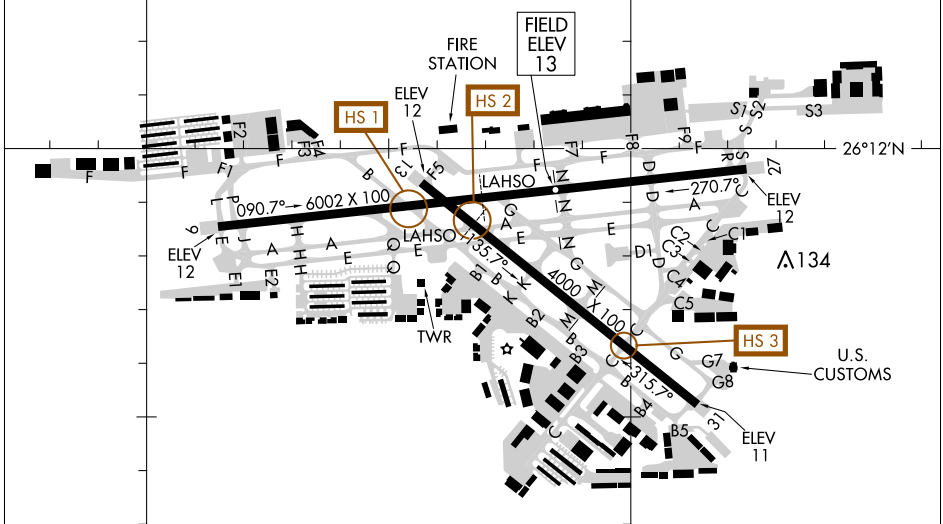 FIELD
ELEV
13
FIRE
STATION
ELEV
12
HS 1
HS 2
26°12'N
F2
F3
F4
F
F1
F
F
F
B
13
F5
F
F
F7
F8
F9
F
D
D
S1
S2
S3
S
S
R
27
LAHSO
N
N
270.7°
C
ELEV
12
090.7° 6002 X 100
9
P
L
E
J
ELEV
12
A
E
H
H
H
A
E
Q
Q
LAHSO
E
G
A
E
N
N
E
A
C
D1
D
D
C1
C2
C3
C4
C5
134
E1
E2
135.7°
B1
B
K
K
4000 X 100
G
M
M
B2
B
B3
TWR
C
G
HS 3
G7
G8
U.S.
CUSTOMS
C
B
315.7°
B4
31
B5
C
ELEV
11